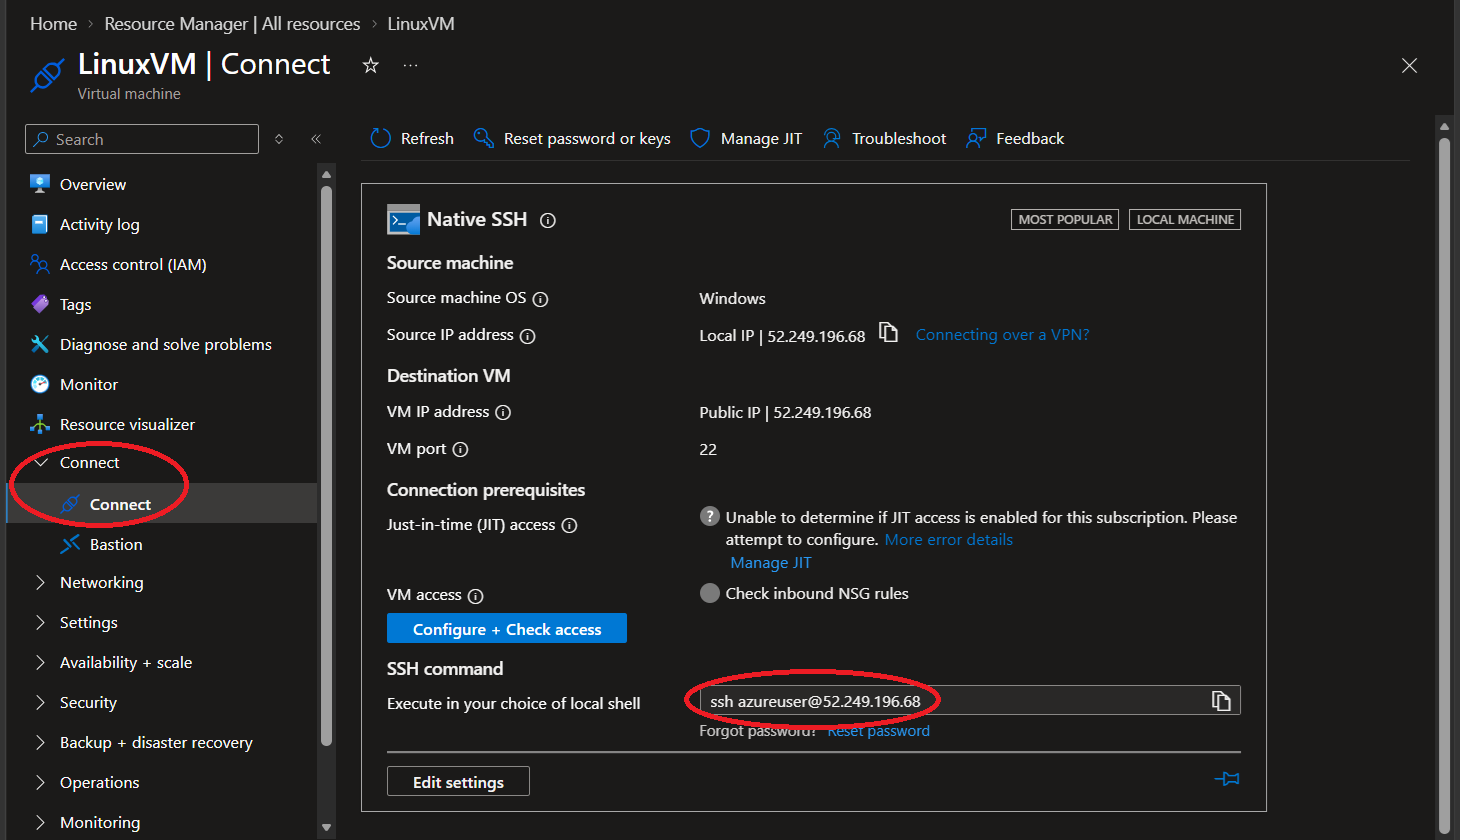 Home > Resource Manager | All resources > LinuxVM
LinuxVM | Connect
Virtual machine
Search
Overview
Activity log
Access control (IAM)
Tags
Diagnose and solve problems
Monitor
Resource visualizer
Connect
Connect
Bastion
Networking
Settings
Availability + scale
Security
Backup + disaster recovery
Operations
Monitoring
Refresh Reset password or keys Manage JIT Troubleshoot Feedback
Native SSH MOST POPULAR LOCAL MACHINE
Source machine
Source machine OS Windows
Source IP address Local IP | 52.249.196.68 Connecting over a VPN?
Destination VM
VM IP address Public IP | 52.249.196.68
VM port 22
Connection prerequisites
Just-in-time (JIT) access Unable to determine if JIT access is enabled for this subscription. Please
attempt to configure. More error details
Manage JIT
VM access Check inbound NSG rules
Configure + Check access
SSH command
Execute in your choice of local shell ssh azureuser@52.249.196.68
Forgot password? Reset password
Edit settings